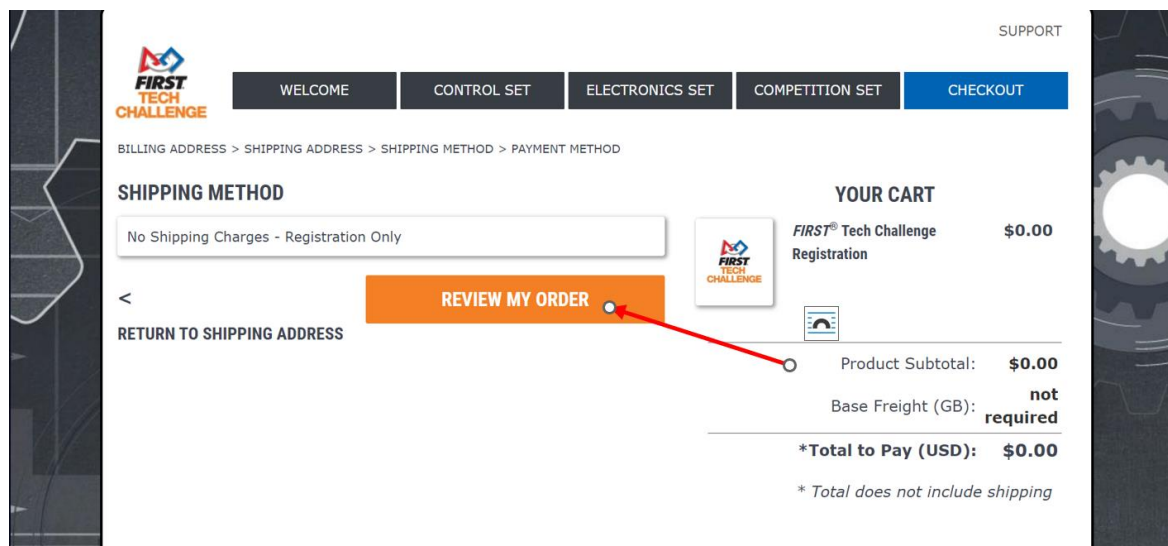 SUPPORT
FIRST
TECH
CHALLENGE
WELCOME
CONTROL SET
ELECTRONICS SET
COMPETITION SET
CHECKOUT
BILLING ADDRESS > SHIPPING ADDRESS > SHIPPING METHOD > PAYMENT METHOD
SHIPPING METHOD
No Shipping Charges - Registration Only
<
REVIEW MY ORDER
RETURN TO SHIPPING ADDRESS
YOUR CART
FIRST
TECH
CHALLENGE
FIRST® Tech Challenge $0.00
Registration
Product Subtotal: $0.00
Base Freight (GB): not
required
*Total to Pay (USD): $0.00
* Total does not include shipping